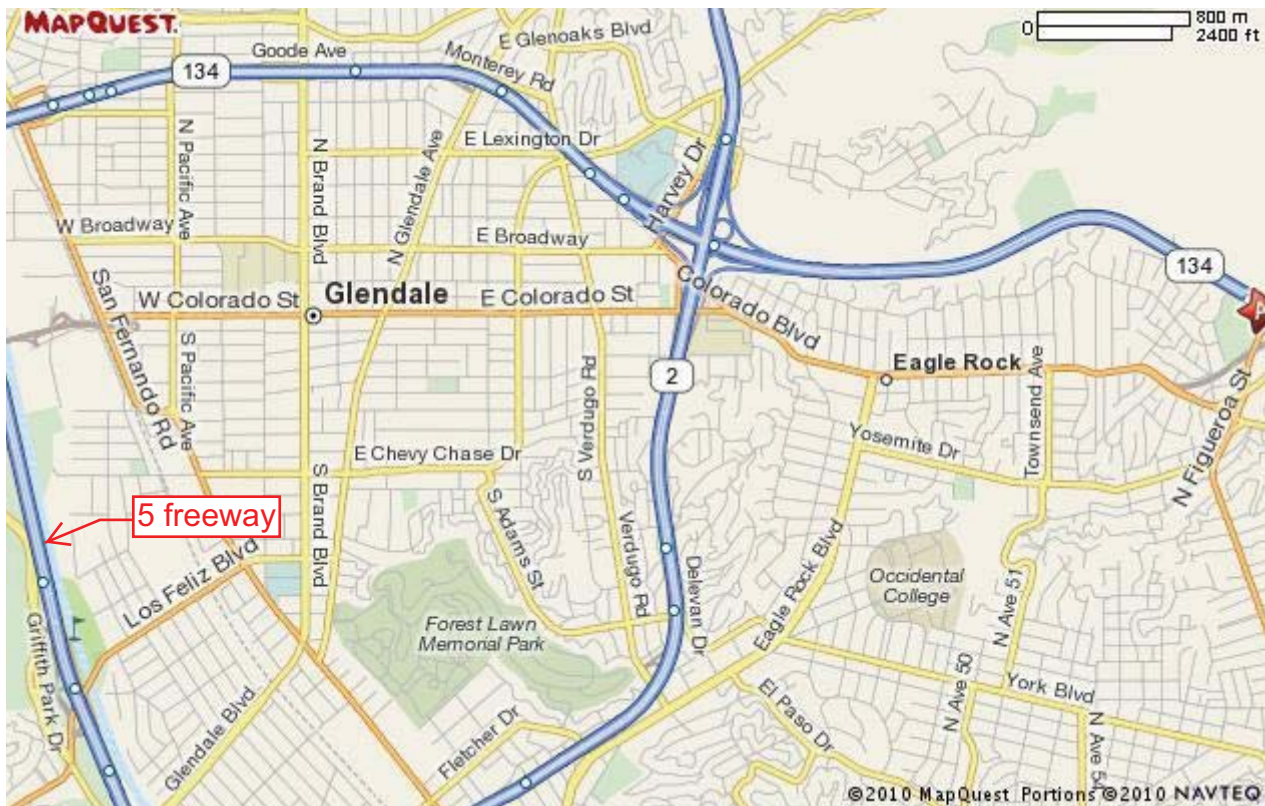 MAPQUEST.
800 m
0
2400 ft
E Glenoaks Blvd
Goode Ave
Monterey Rd
134
N Pacific Ave
N Brand Blvd
N Glendale Ave
E Lexington Dr
Harvey Dr
W Broadway
E Broadway
134
San Fernando Rd
W Colorado St
Glendale
E Colorado St
Colorado Blvd
P
S Pacific Ave
S Verdugo Rd
2
Eagle Rock
Townsend Ave
N Figueroa St
Yosemite Dr
E Chevy Chase Dr
S Brand Blvd
S Adams St
5 freeway
Verdugo Rd
Delevan Dr
Eagle Rock Blvd
Los Feliz Blvd
Occidental
College
N Ave 51
Griffith Park Dr
Forest Lawn
Memorial Park
N Ave 50
York Blvd
Glendale Blvd
Fletcher Dr
El Paso Dr
N Ave 54
©2010 MapQuest Portions ©2010 NAVTEQ